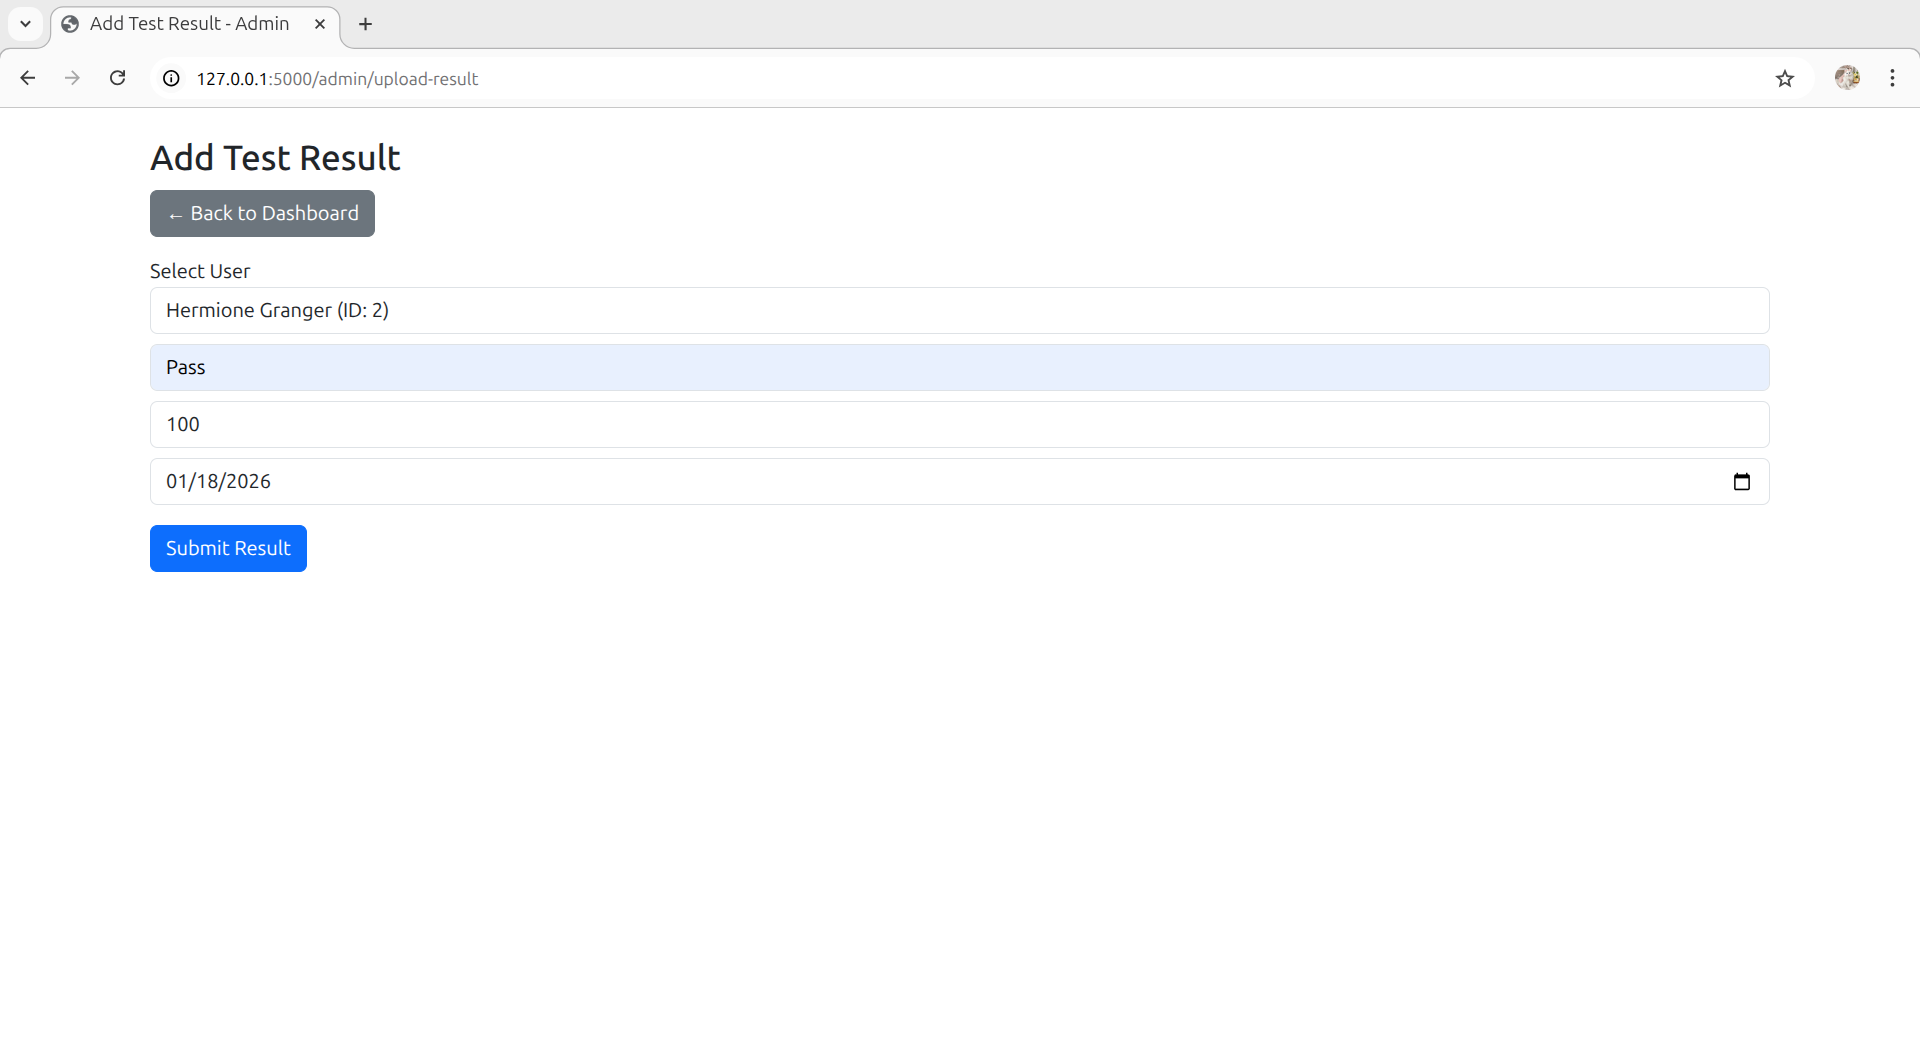 Add Test Result - Admin
127.0.0.1:5000/admin/upload-result
Add Test Result
← Back to Dashboard
Select User
Hermione Granger (ID: 2)
Pass
100
01/18/2026
Submit Result